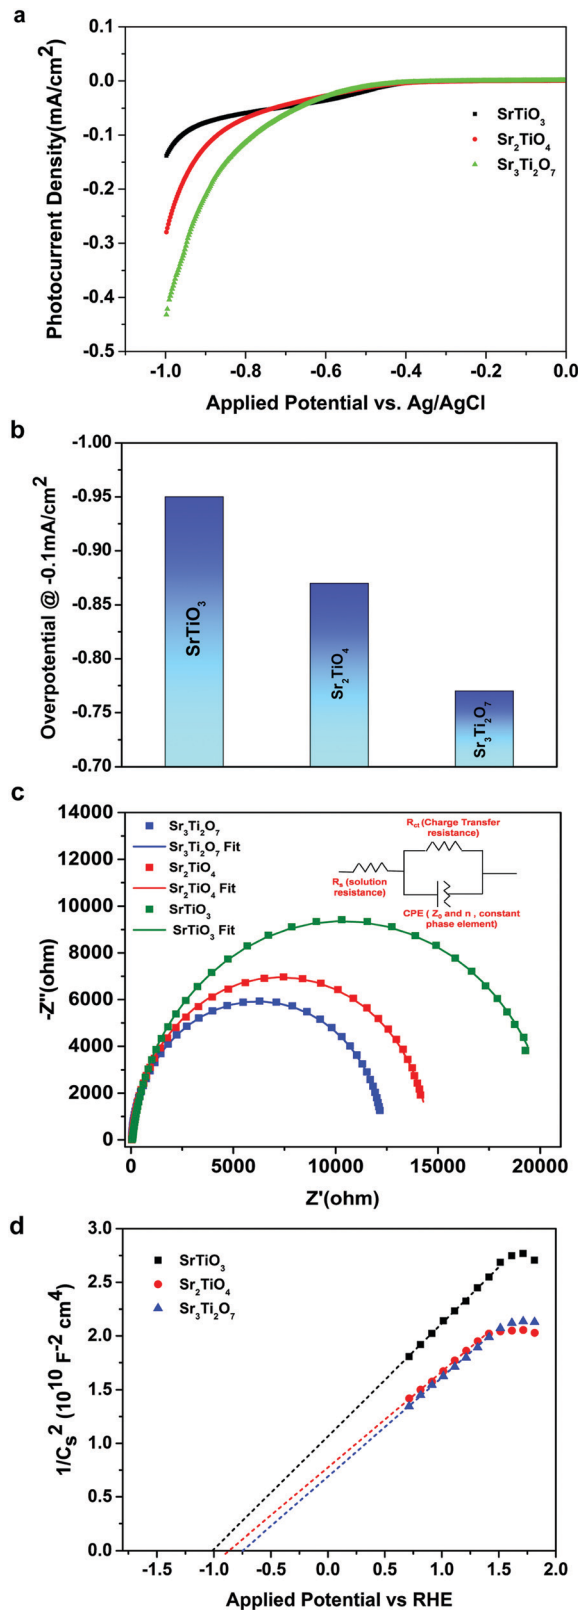 a
0.1
0.0
-0.1
-0.2
-0.3
-0.4
-0.5
Photocurrent Density(mA/cm²)
SrTiO₃
Sr₂TiO₄
Sr₃Ti₂O₇
-1.0 -0.8 -0.6 -0.4 -0.2 0.0
Applied Potential vs. Ag/AgCl
b
-1.00
-0.95
-0.90
-0.85
-0.80
-0.75
-0.70
Overpotential @ -0.1mA/cm²
SrTiO₃
Sr₂TiO₄
Sr₃Ti₂O₇
c
14000
12000
10000
8000
6000
4000
2000
0
-Z''(ohm)
Sr₃Ti₂O₇
Sr₃Ti₂O₇ Fit
Sr₂TiO₄
Sr₂TiO₄ Fit
SrTiO₃
SrTiO₃ Fit
Rct (Charge Transfer
resistance)
Rs (solution
resistance)
CPE ( Z₀ and n , constant
phase element)
0 5000 10000 15000 20000
Z'(ohm)
d
3.0
2.5
2.0
1.5
1.0
0.5
0.0
1/Cs² (10¹⁰ F⁻² cm⁴)
SrTiO₃
Sr₂TiO₄
Sr₃Ti₂O₇
-1.5 -1.0 -0.5 0.0 0.5 1.0 1.5 2.0
Applied Potential vs RHE